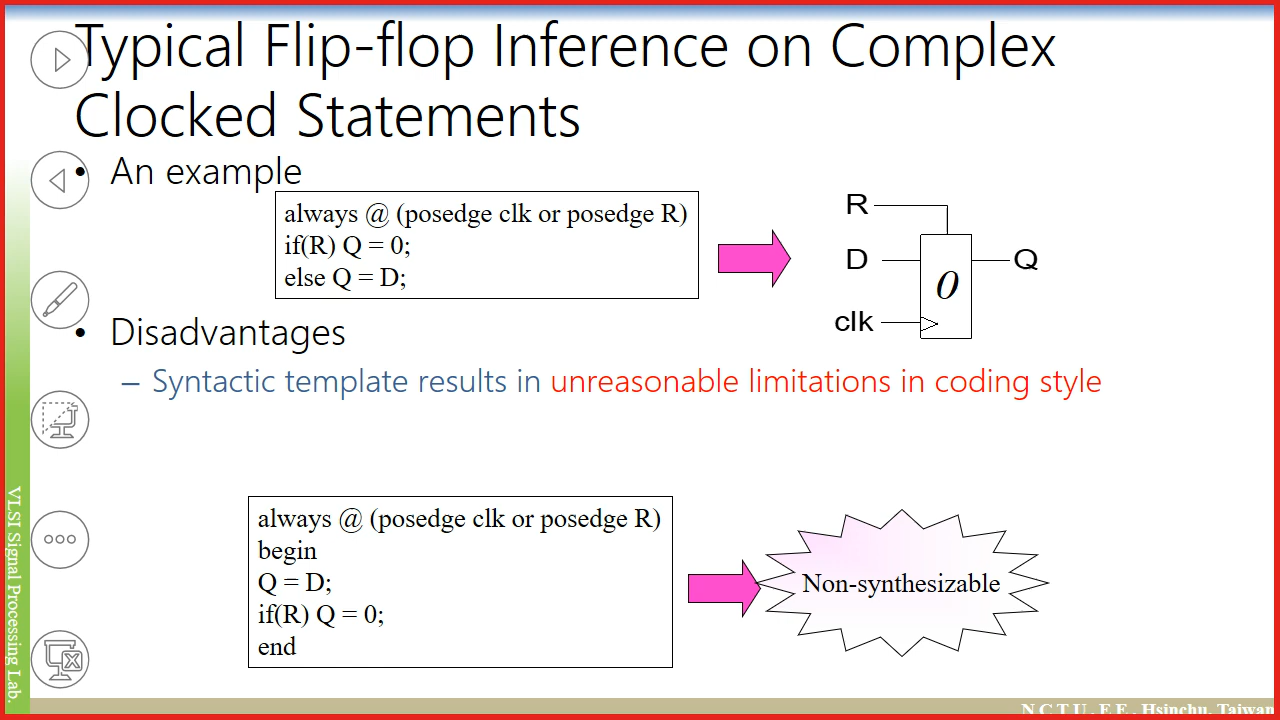 Typical Flip-flop Inference on Complex
Clocked Statements
• An example
always @ (posedge clk or posedge R)
if(R) Q = 0;
else Q = D;
R
D
0
Q
clk
• Disadvantages
– Syntactic template results in unreasonable limitations in coding style
always @ (posedge clk or posedge R)
begin
Q = D;
if(R) Q = 0;
end
Non-synthesizable
VLSI Signal Processing Lab.
N C T U . E E , Hsinchu, Taiwan